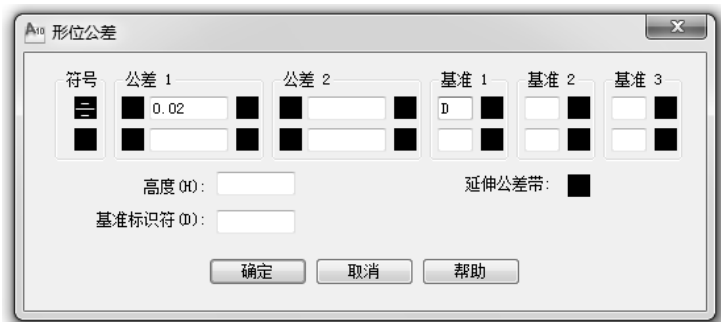 A10 形位公差
符号 公差 1 公差 2 基准 1 基准 2 基准 3
0.02 D
高度(H): 延伸公差带:
基准标识符(D):
确定 取消 帮助